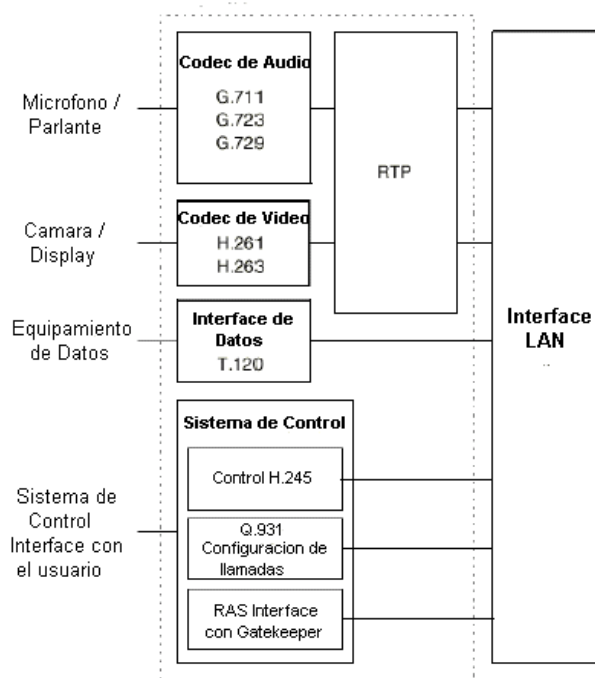 Microfono /
Parlante
Codec de Audio
G.711
G.723
G.729
RTP
Camara /
Display
Codec de Video
H.261
H.263
Equipamiento
de Datos
Interface de
Datos
T.120
Interface
LAN
Sistema de
Control
Interface con
el usuario
Sistema de Control
Control H.245
Q.931
Configuracion de
llamadas
RAS Interface
con Gatekeeper